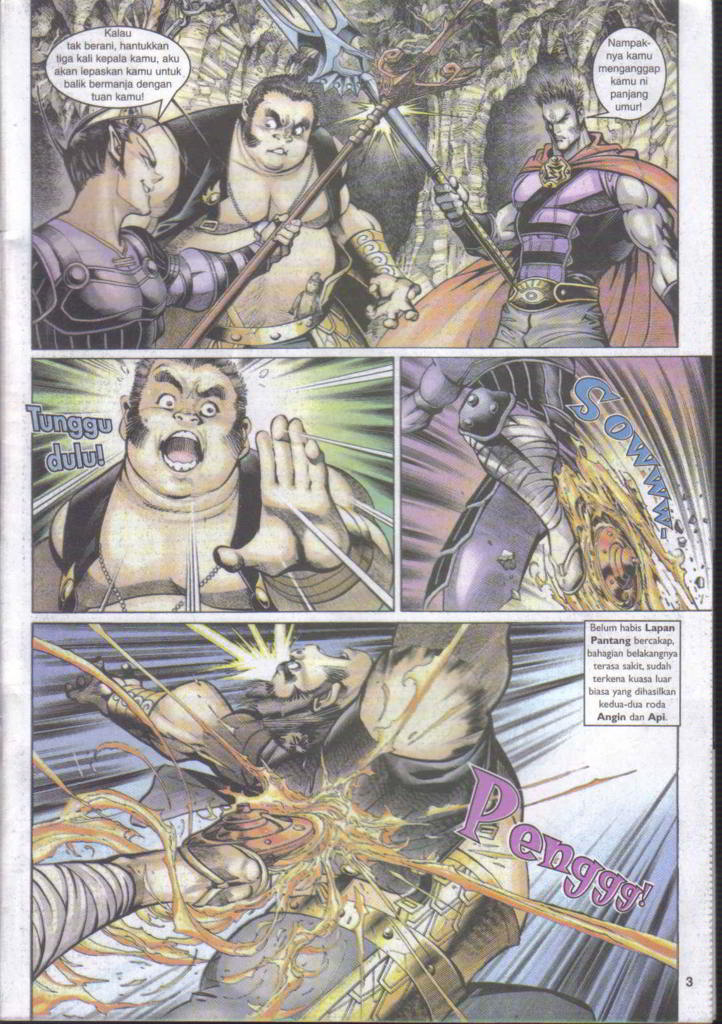 Kalau
tak berani, hantukkan
tiga kali kepala kamu, aku
akan lepaskan kamu untuk
balik bermanja dengan
tuan kamu!
Nampak-
nya kamu
menganggap
kamu ni
panjang
umur!
Tunggu
dulu!
Sowww-
Belum habis Lapan
Pantang bercakap,
bahagian belakangnya
terasa sakit, sudah
terkena kuasa luar
biasa yang dihasilkan
kedua-dua roda
Angin dan Api.
Penggg!
3